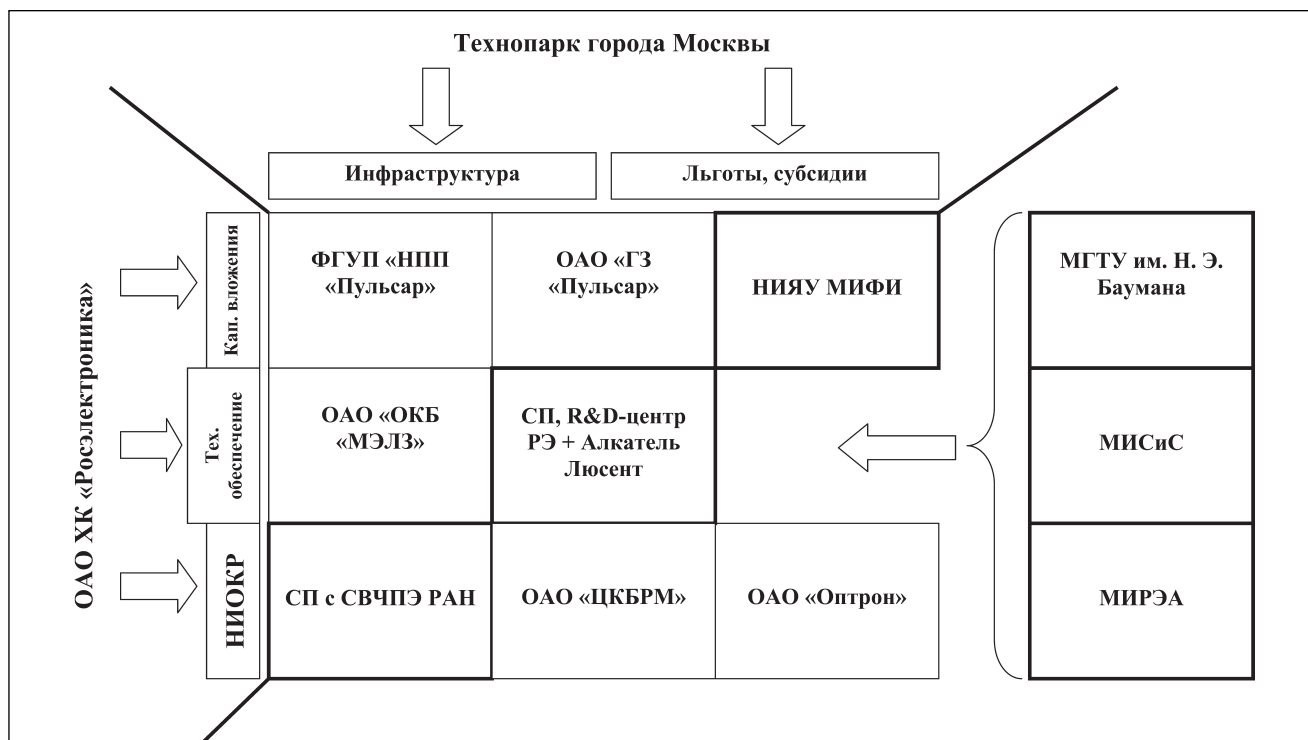 Технопарк города Москвы
Инфраструктура
Льготы, субсидии
ОАО ХК «Росэлектроника»
Кап. вложения
ФГУП «НПП
«Пульсар»
ОАО «ГЗ
«Пульсар»
НИЯУ МИФИ
МГТУ им. Н. Э.
Баумана
Тех.
обеспечение
ОАО «ОКБ
«МЭЛЗ»
СП, R&D-центр
РЭ + Алкатель
Люсент
МИСиС
НИОКР
СП с СВЧПЭ РАН
ОАО «ЦКБРМ»
ОАО «Оптрон»
МИРЭА